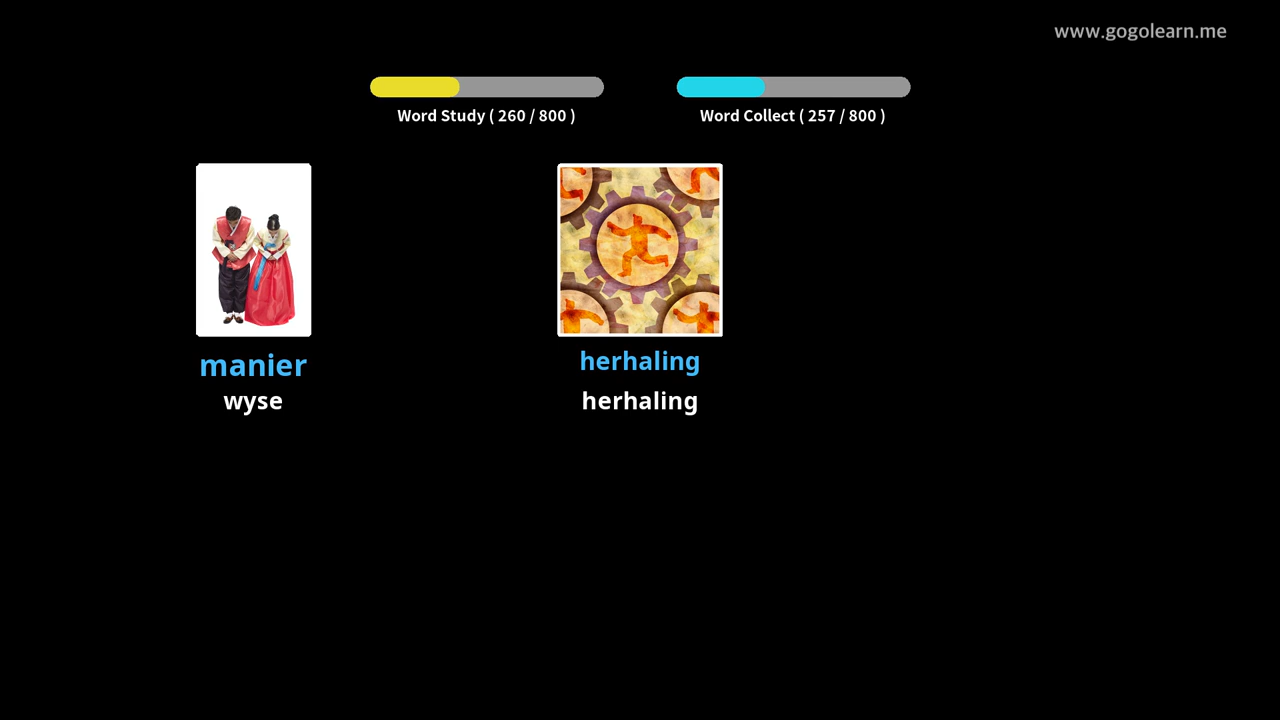 www.gogolearn.me
Word Study ( 260 / 800 )
Word Collect ( 257 / 800 )
manier
wyse
herhaling
herhaling